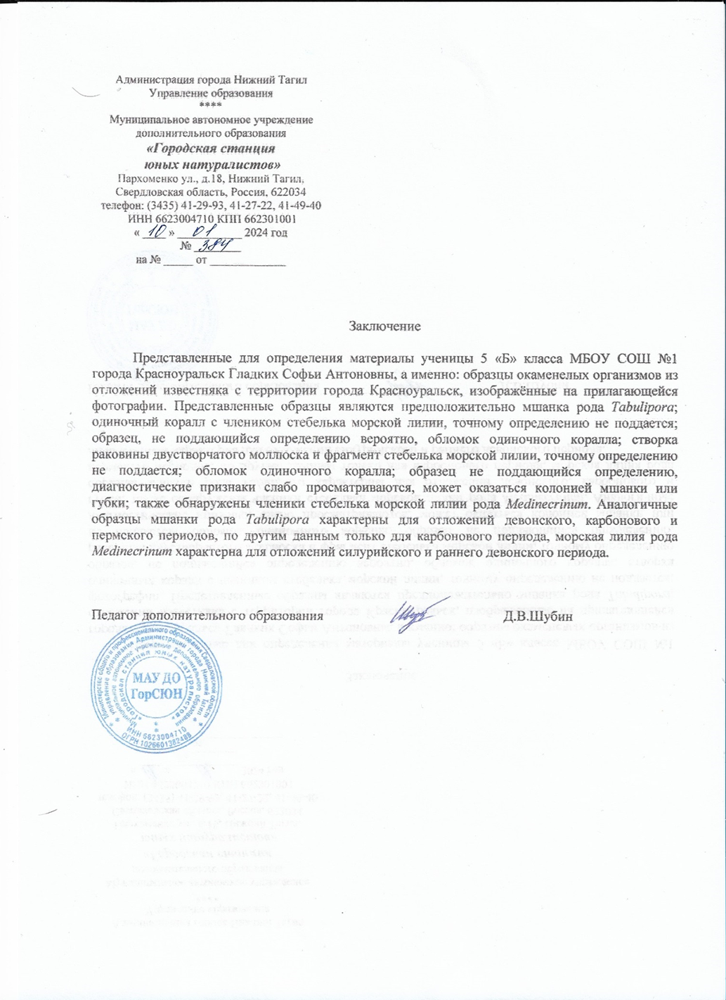 Администрация города Нижний Тагил
Управление образования
****
Муниципальное автономное учреждение
дополнительного образования
«Городская станция
юных натуралистов»
Пархоменко ул., д.18, Нижний Тагил,
Свердловская область, Россия, 622034
телефон: (3435) 41-29-93, 41-27-22, 41-49-40
ИНН 6623004710 КПП 662301001
« 10 » 01 2024 год
№ 384
на № _____ от _____________
Заключение
Представленные для определения материалы ученицы 5 «Б» класса МБОУ СОШ №1
города Красноуральск Гладких Софьи Антоновны, а именно: образцы окаменелых организмов из
отложений известняка с территории города Красноуральск, изображённые на прилагающейся
фотографии. Представленные образцы являются предположительно мшанка рода Tabulipora;
одиночный коралл с члеником стебелька морской лилии, точному определению не поддается;
образец, не поддающийся определению вероятно, обломок одиночного коралла; створка
раковины двустворчатого моллюска и фрагмент стебелька морской лилии, точному определению
не поддается; обломок одиночного коралла; образец не поддающийся определению,
диагностические признаки слабо просматриваются, может оказаться колонией мшанки или
губки; также обнаружены членики стебелька морской лилии рода Medinecrinum. Аналогичные
образцы мшанки рода Tabulipora характерны для отложений девонского, карбонового и
пермского периодов, по другим данным только для карбонового периода, морская лилия рода
Medinecrinum характерна для отложений силурийского и раннего девонского периода.
Педагог дополнительного образования Д.В.Шубин
Министерство общего и профессионального образования Свердловской области
Управление образования Администрации города Нижний Тагил
Муниципальное автономное учреждение дополнительного образования
«Городская станция юных натуралистов»
МАУ ДО
ГорСЮН
ИНН 6623004710
ОГРН 1026601382488